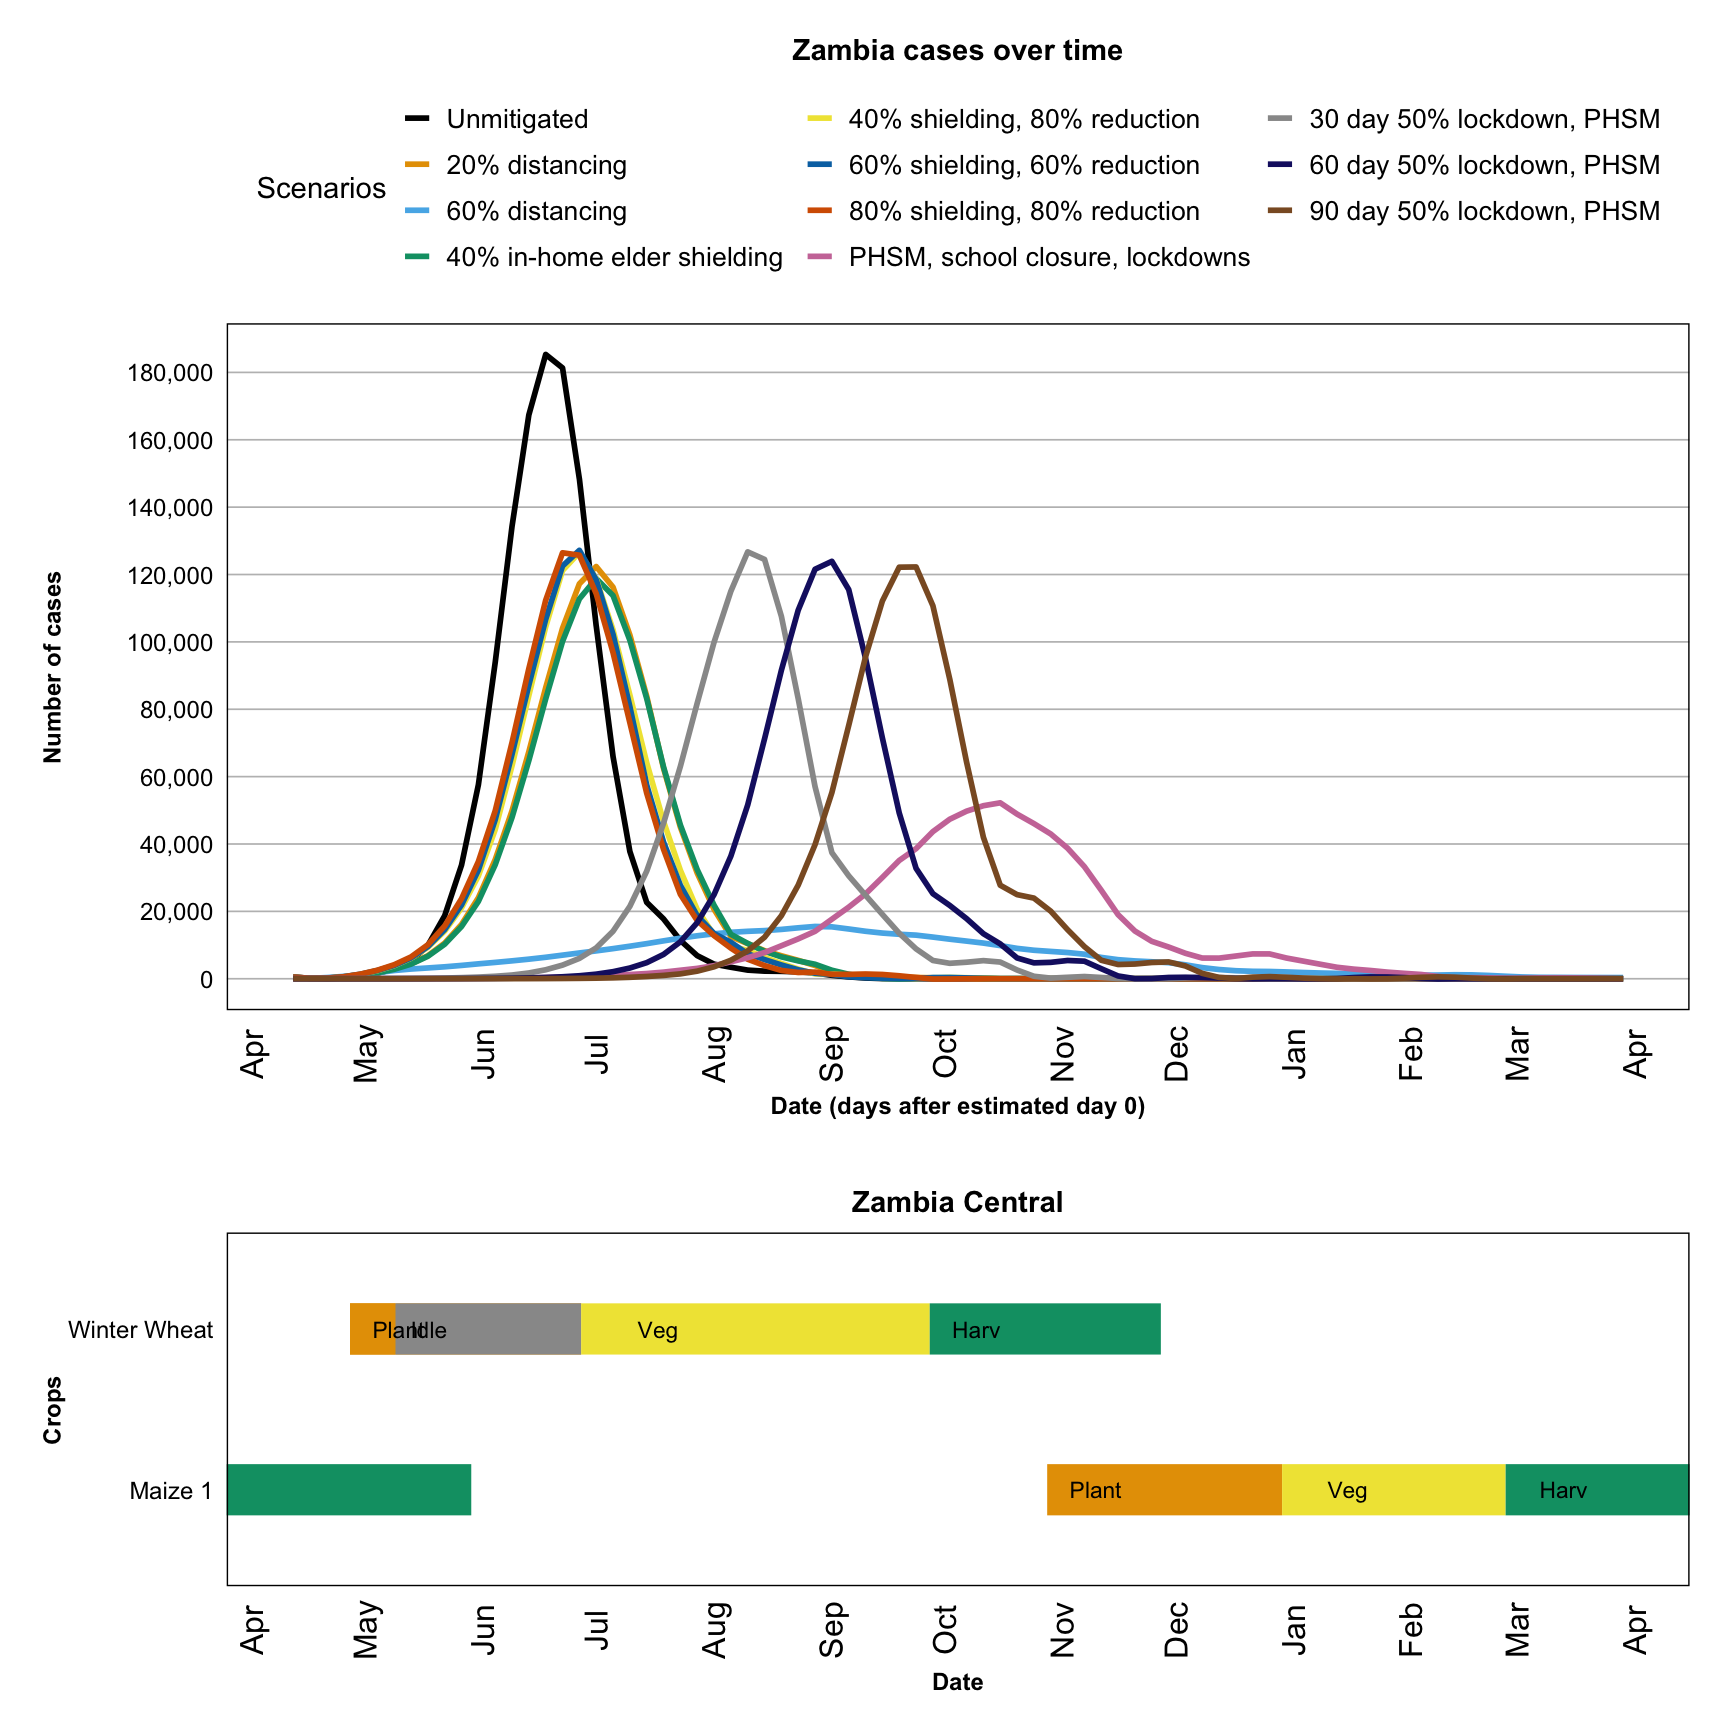 Zambia cases over time
Scenarios
Unmitigated
20% distancing
60% distancing
40% in-home elder shielding
40% shielding, 80% reduction
60% shielding, 60% reduction
80% shielding, 80% reduction
PHSM, school closure, lockdowns
30 day 50% lockdown, PHSM
60 day 50% lockdown, PHSM
90 day 50% lockdown, PHSM
Number of cases
180,000
160,000
140,000
120,000
100,000
80,000
60,000
40,000
20,000
0
Apr May Jun Jul Aug Sep Oct Nov Dec Jan Feb Mar Apr
Date (days after estimated day 0)
Zambia Central
Crops
Winter Wheat
Plant Idle Veg Harv
Maize 1
Plant Veg Harv
Apr May Jun Jul Aug Sep Oct Nov Dec Jan Feb Mar Apr
Date